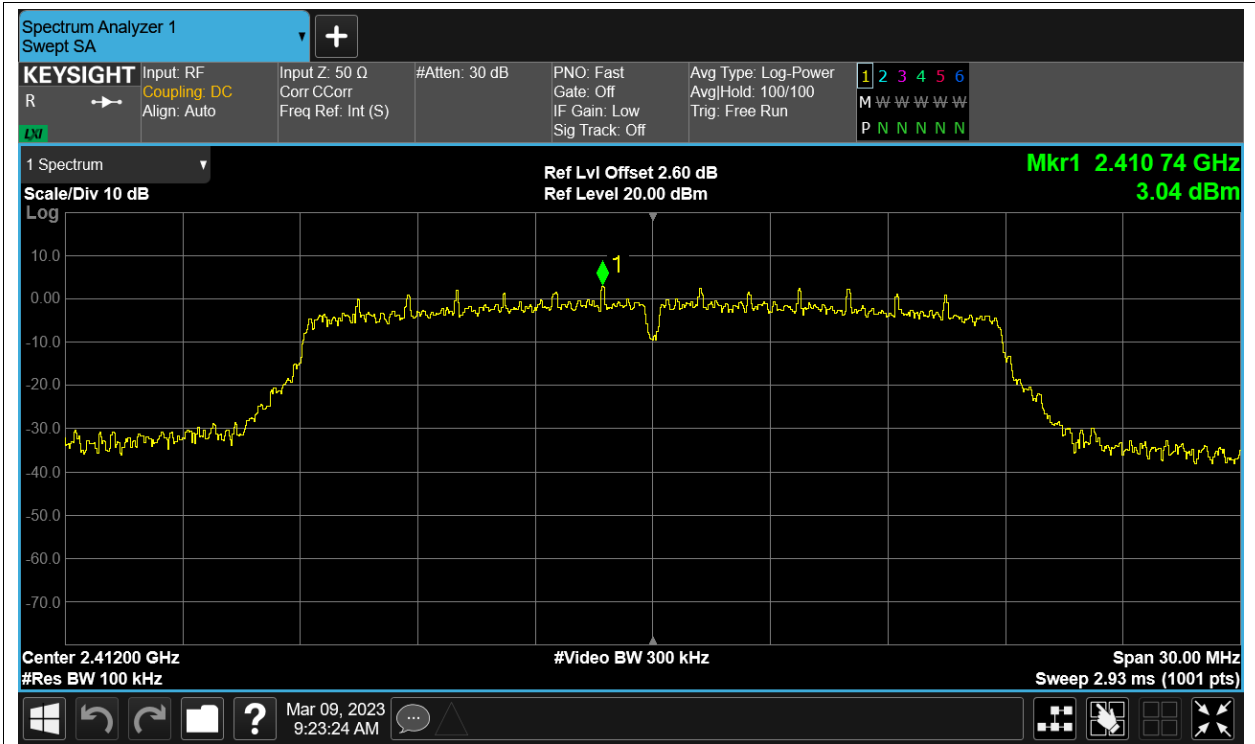 Spectrum Analyzer 1
Swept SA
+
KEYSIGHT
R
LXI
Input: RF
Coupling: DC
Align: Auto
Input Z: 50 Ω
Corr CCorr
Freq Ref: Int (S)
#Atten: 30 dB
PNO: Fast
Gate: Off
IF Gain: Low
Sig Track: Off
Avg Type: Log-Power
Avg|Hold: 100/100
Trig: Free Run
1 2 3 4 5 6
M W W W W W
P N N N N N
1 Spectrum
Scale/Div 10 dB
Log
Ref Lvl Offset 2.60 dB
Ref Level 20.00 dBm
Mkr1 2.410 74 GHz
3.04 dBm
1
10.0
0.00
-10.0
-20.0
-30.0
-40.0
-50.0
-60.0
-70.0
Center 2.41200 GHz
#Res BW 100 kHz
#Video BW 300 kHz
Span 30.00 MHz
Sweep 2.93 ms (1001 pts)
?
Mar 09, 2023
9:23:24 AM